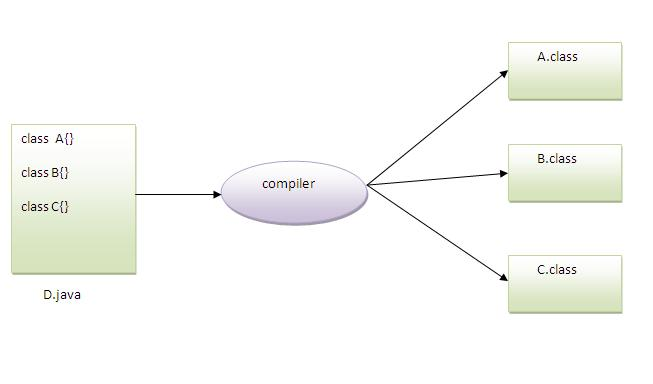 class A{}
class B{}
class C{}
D.java
compiler
A.class
B.class
C.class